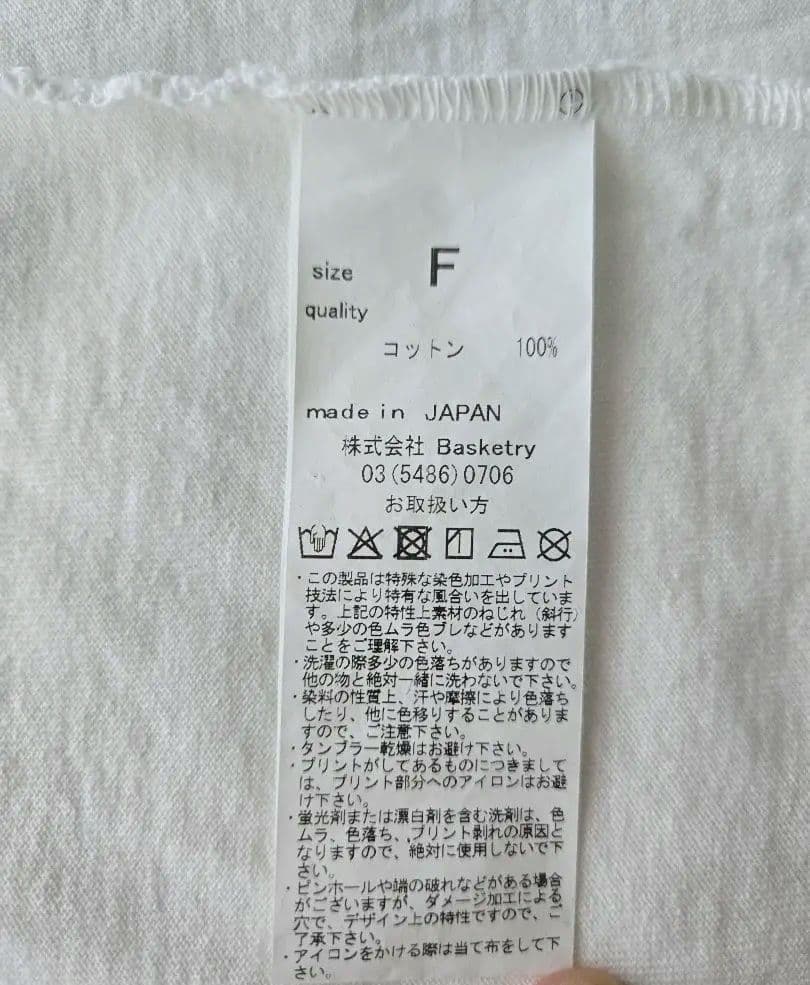 size F
quality
コットン 100%
made in JAPAN
株式会社 Basketry
03(5486)0706
お取扱い方
・この製品は特殊な染色加工やプリント
技法により特有な風合いを出していま
す。上記の特性上素材のねじれ(斜行)
や多少の色ムラ色ブレなどがあります
ことをご理解下さい。
・洗濯の際多少の色落ちがありますので
他の物と絶対一緒に洗わないで下さい。
・染料の性質上、汗や摩擦により色落ち
したり、他に色移りすることがありま
すので、ご注意下さい。
・タンブラー乾燥はお避け下さい。
・プリントがしてあるものにつきまして
は、プリント部分へのアイロンはお避
け下さい。
・蛍光剤または漂白剤を含む洗剤は、色
ムラ、色落ち、プリント剥れの原因と
なりますので、絶対に使用しないで下
さい。
・ピンホールや端の破れなどがある場合
がございますが、ダメージ加工による
穴で、デザイン上の特性ですので、ご
了承下さい。
・アイロンをかける際は当て布をして下
さい。